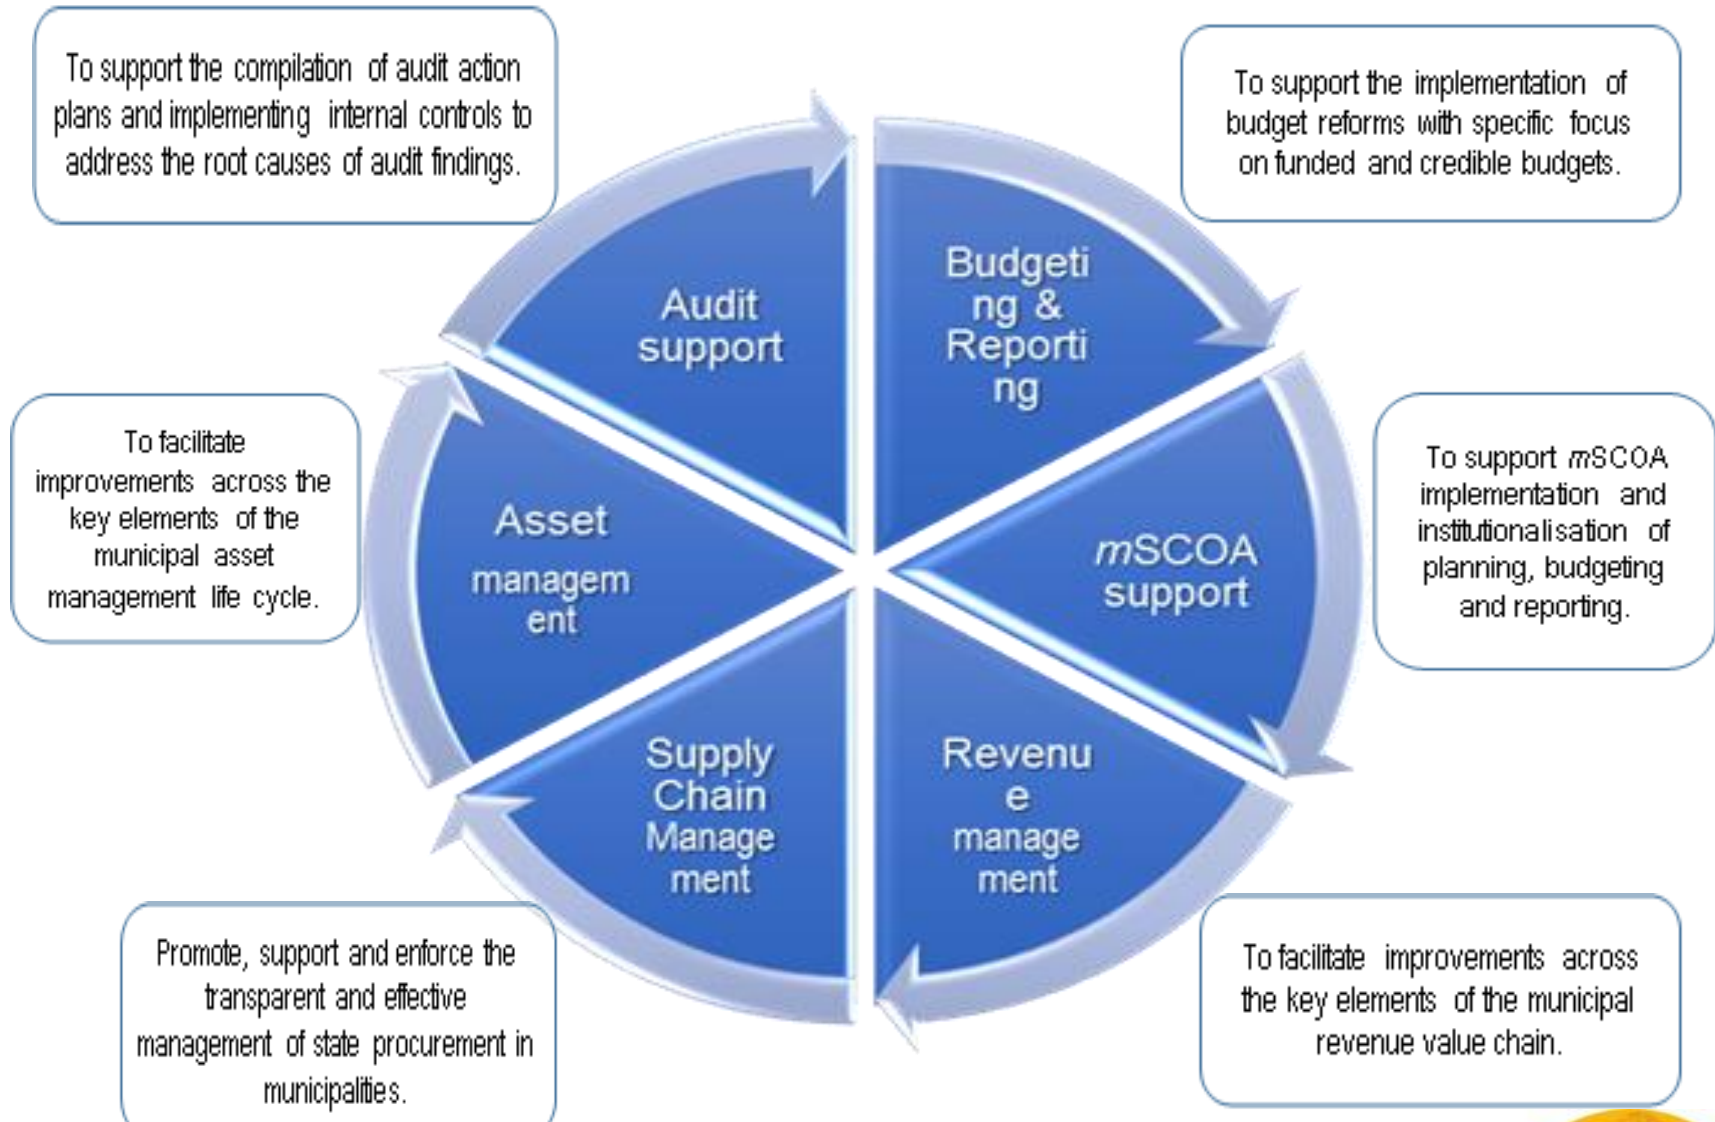 To support the compilation of audit action
plans and implementing internal controls to
address the root causes of audit findings.
To support the implementation of
budget reforms with specific focus
on funded and credible budgets.
Audit
support
Budgeti
ng &
Reporti
ng
To facilitate
improvements across the
key elements of the
municipal asset
management life cycle.
Asset
managem
ent
mSCOA
support
To support mSCOA
implementation and
institutionalisation of
planning, budgeting
and reporting.
Supply
Chain
Manage
ment
Revenu
e
manage
ment
Promote, support and enforce the
transparent and effective
management of state procurement in
municipalities.
To facilitate improvements across
the key elements of the municipal
revenue value chain.